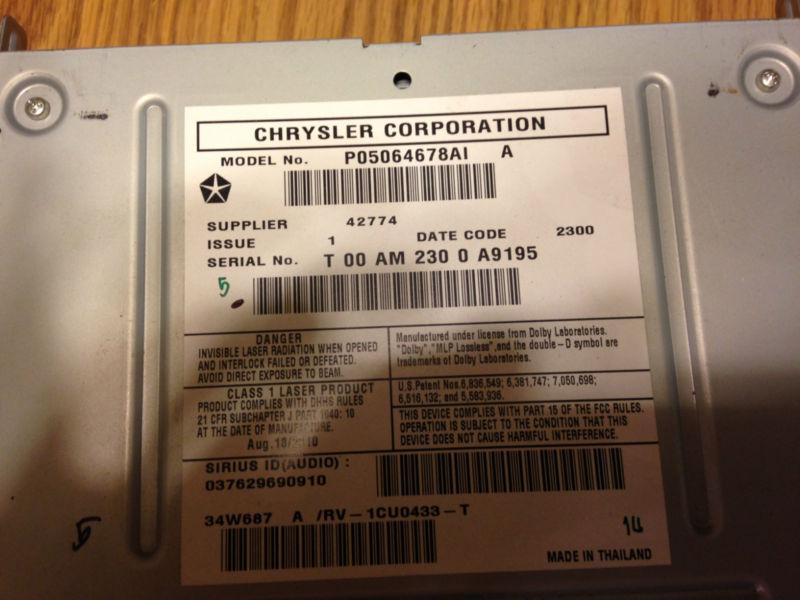 CHRYSLER CORPORATION
MODEL No. P05064678AI A
SUPPLIER 42774
ISSUE 1 DATE CODE 2300
SERIAL No. T 00 AM 230 0 A9195
5
DANGER
INVISIBLE LASER RADIATION WHEN OPENED
AND INTERLOCK FAILED OR DEFEATED.
AVOID DIRECT EXPOSURE TO BEAM.
CLASS 1 LASER PRODUCT
PRODUCT COMPLIES WITH DHHS RULES
21 CFR SUBCHAPTER J PART 1040: 10
AT THE DATE OF MANUFACTURE.
Aug.18/2010
Manufactured under license from Dolby Laboratories.
"Dolby","MLP Lossless",and the double-D symbol are
trademarks of Dolby Laboratories.
U.S.Patent Nos.6,836,549; 6,381,747; 7,050,698;
6,516,132; and 5,583,936.
THIS DEVICE COMPLIES WITH PART 15 OF THE FCC RULES.
OPERATION IS SUBJECT TO THE CONDITION THAT THIS
DEVICE DOES NOT CAUSE HARMFUL INTERFERENCE.
SIRIUS ID(AUDIO) :
037629690910
34W687 A /RV-1CU0433-T
5
14
MADE IN THAILAND